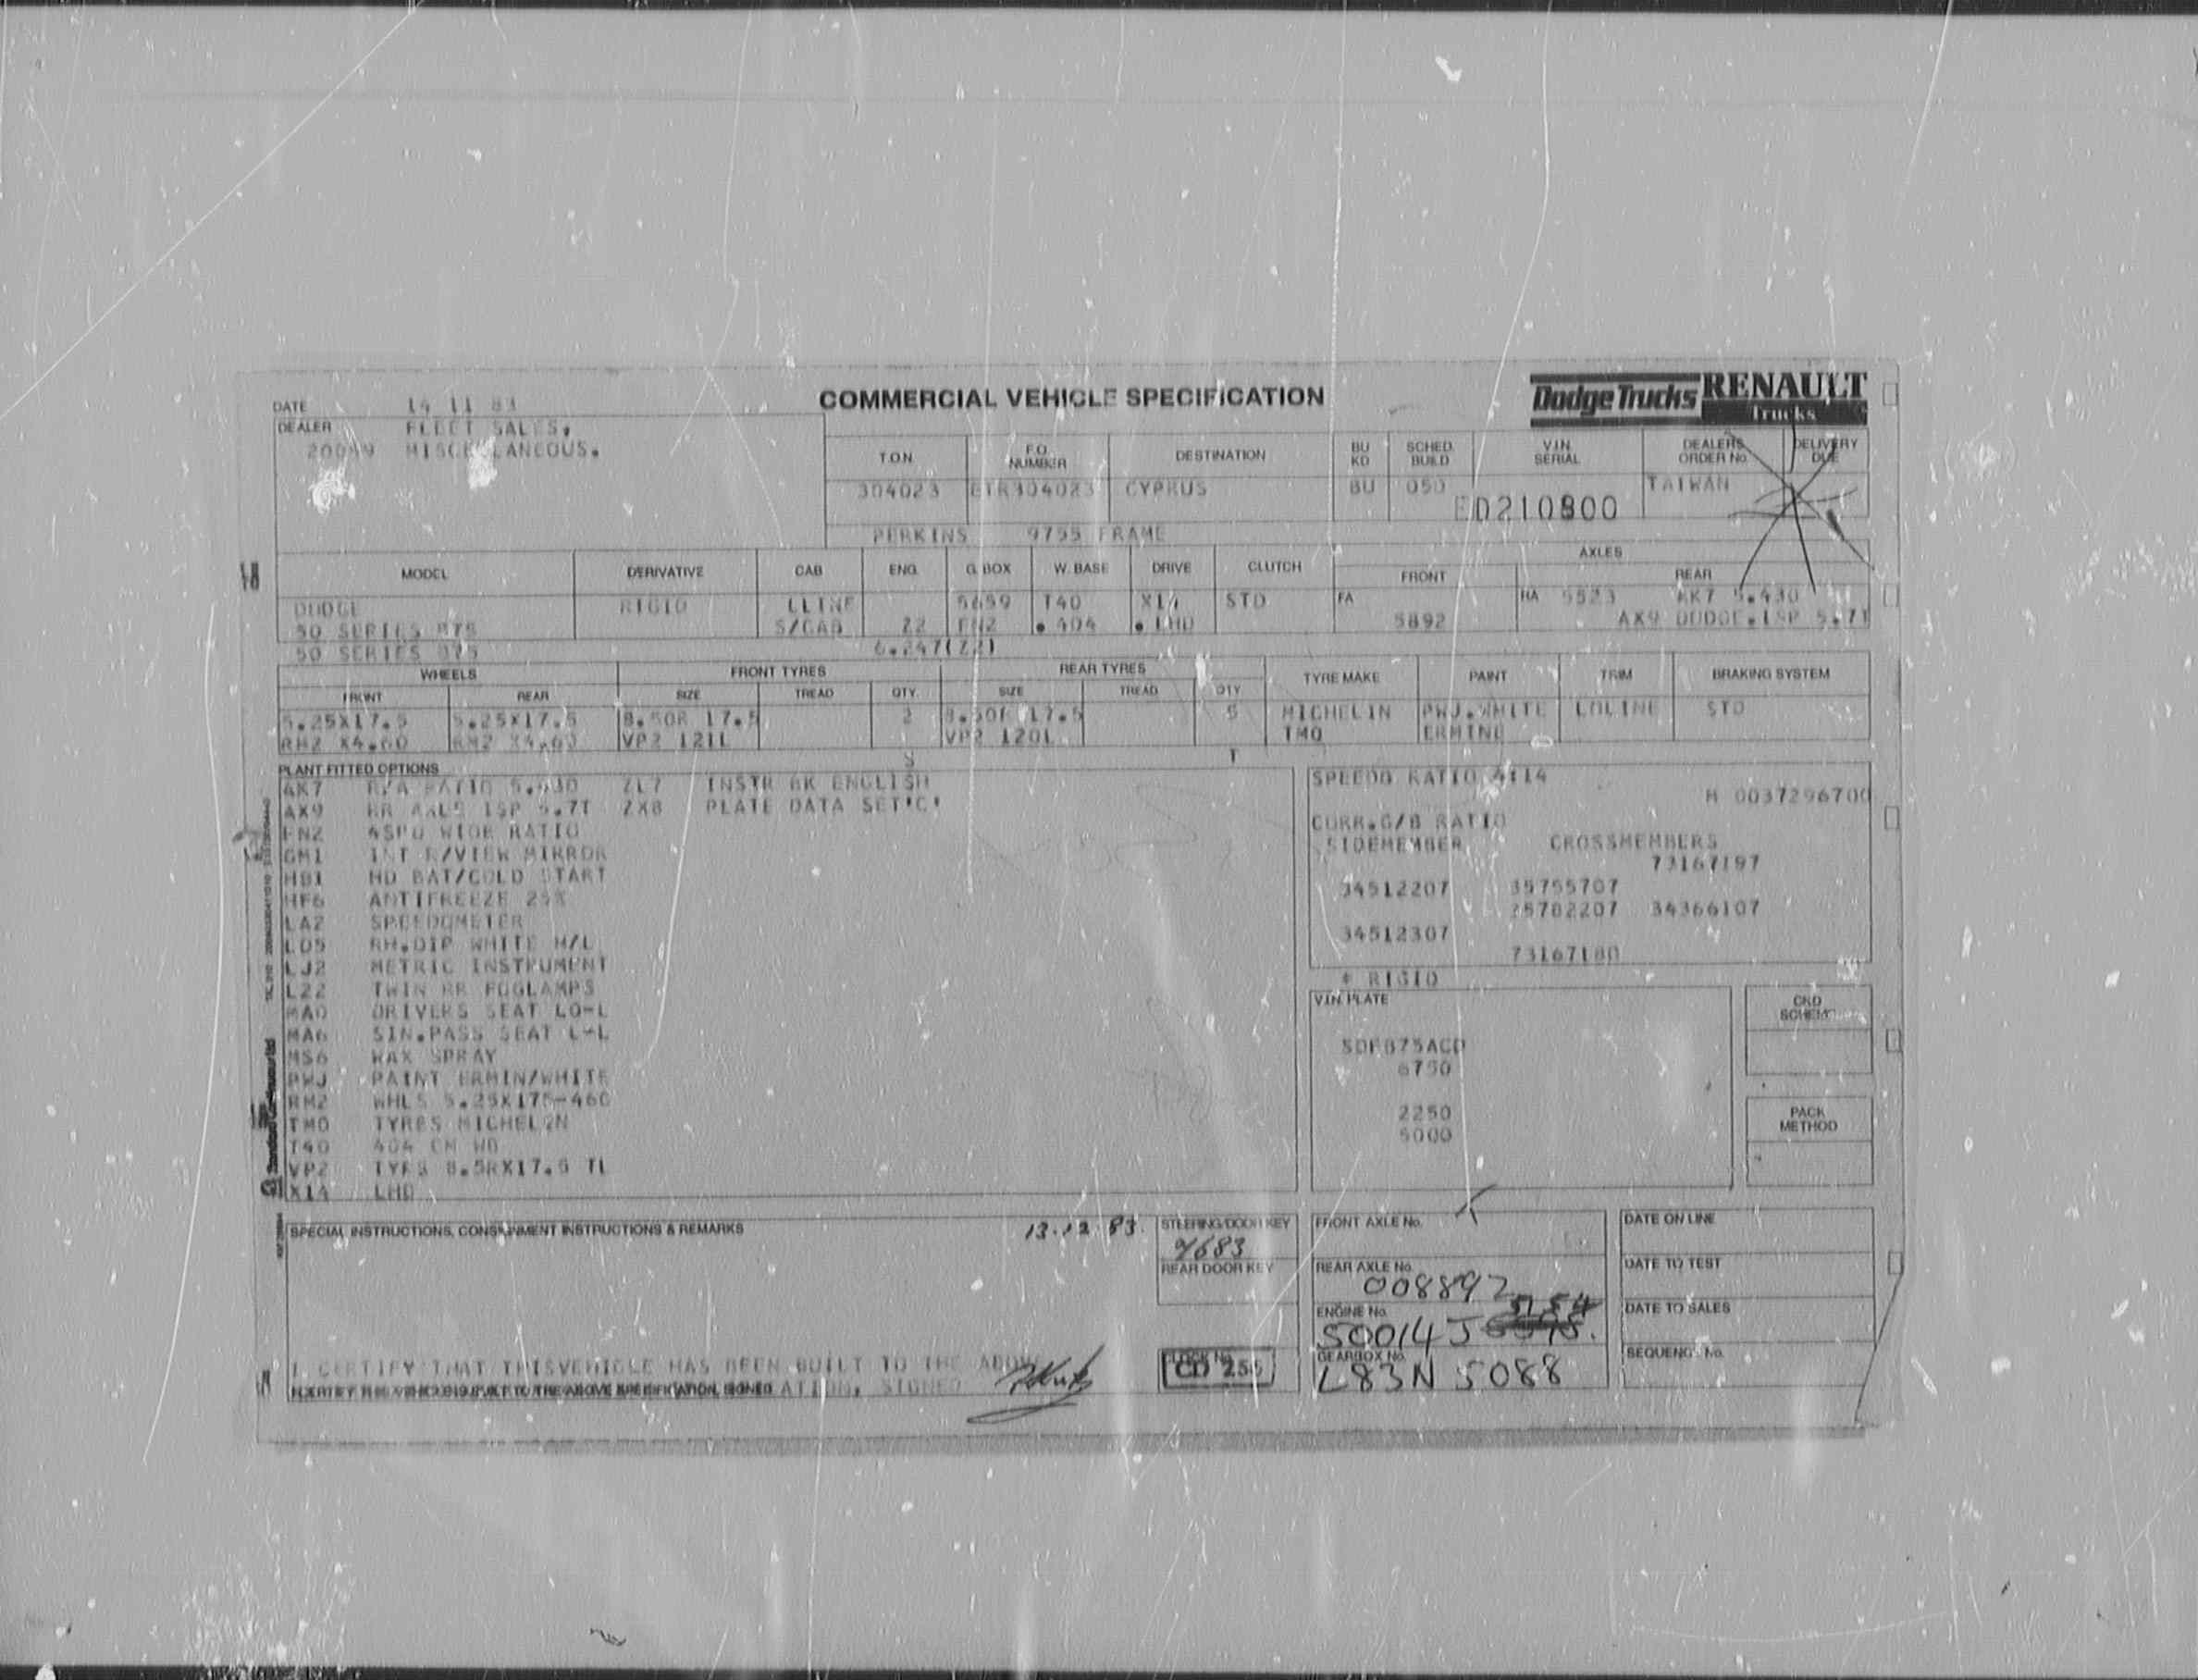 COMMERCIAL VEHICLE SPECIFICATION
Dodge Trucks RENAULT Trucks
DATE 14 11 83
DEALER FLEET SALES,
MISCELLANEOUS.
T.O.N. F.O. NUMBER DESTINATION BU KD SCHED. BUILD V.I.N. SERIAL DEALERS ORDER No. DELIVERY DUE
304023 ETR304023 CYPRUS BU 050 ED210800 TAIWAN
PERKINS 9755 FRAME
MODEL DERIVATIVE CAB ENG. G. BOX W. BASE DRIVE CLUTCH AXLES
FRONT REAR
DODGE RIGID LLINE 5659 T40 X14 STD FA RA 5523 AK7 5.430
50 SERIES 875 S/CAB Z2 FN2 .404 . LHD 5892 AX9 DODGE.LSP 5.7T
50 SERIES 875 6.247(Z2)
WHEELS FRONT TYRES REAR TYRES TYRE MAKE PAINT TRIM BRAKING SYSTEM
FRONT REAR SIZE TREAD QTY. SIZE TREAD QTY
5.25X17.5 5.25X17.5 8.50R 17.5 2 8.50R 17.5 5 MICHELIN PWJ.WHITE LOLINE STD
RM2 X4.60 RM2 X4.60 VP2 121L VP2 120L TMO ERMINE
PLANT FITTED OPTIONS
AK7 R/A RATIO 5.430 ZL7 INSTR BK ENGLISH
AX9 RR AXLE LSP 5.7T ZX8 PLATE DATA SET'C'
FN2 4SPD WIDE RATIO
GM1 INT R/VIEW MIRROR
HB1 HD BAT/COLD START
HF6 ANTIFREEZE 25%
LA2 SPEEDOMETER
LD5 RH.DIP WHITE H/L
LJ2 METRIC INSTRUMENT
L22 TWIN RR FOGLAMPS
MA0 DRIVERS SEAT LO-L
MA6 SIN.PASS SEAT L-L
MS6 WAX SPRAY
PWJ PAINT ERMIN/WHITE
RM2 WHLS 5.25X175-460
TMO TYRES MICHELIN
T40 404 CM WB
VP2 TYRS 8.5RX17.5 TL
X14 LHD
SPEEDO RATIO 4:14
H 0037296700
CORR.G/B RATIO
SIDEMEMBER CROSSMEMBERS
73167197
34512207 35755707
25782207 34366107
34512307
73167180
* RIGID
V.I.N. PLATE
SDF875ACD
6750
2250
5000
CKD SCHEME
PACK METHOD
SPECIAL INSTRUCTIONS, CONSIGNMENT INSTRUCTIONS & REMARKS 13.12.83.
STEERING/DOOR KEY
9683
REAR DOOR KEY
CD 256
FRONT AXLE No.
REAR AXLE No.
008892
ENGINE No.
S0014J 5154
GEARBOX No.
L83N 5088
DATE ON LINE
DATE TO TEST
DATE TO SALES
SEQUENCE No.
I CERTIFY THAT THISVEHICLE HAS BEEN BUILT TO THE ABOVE
SIGNED